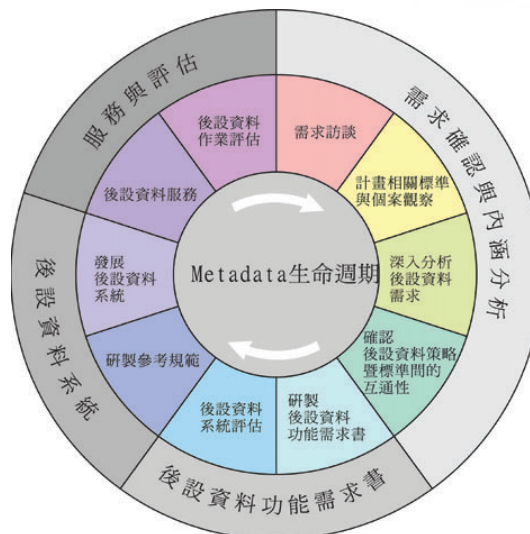 Metadata生命週期
需求確認與內涵分析
需求訪談
計畫相關標準
與個案觀察
深入分析
後設資料
需求
確認
後設資料策略
暨標準間的
互通性
後設資料功能需求書
研製
後設資料
功能需求書
後設資料
系統評估
後設資料系統
研製參考規範
發展
後設資料
系統
服務與評估
後設資料服務
後設資料
作業評估